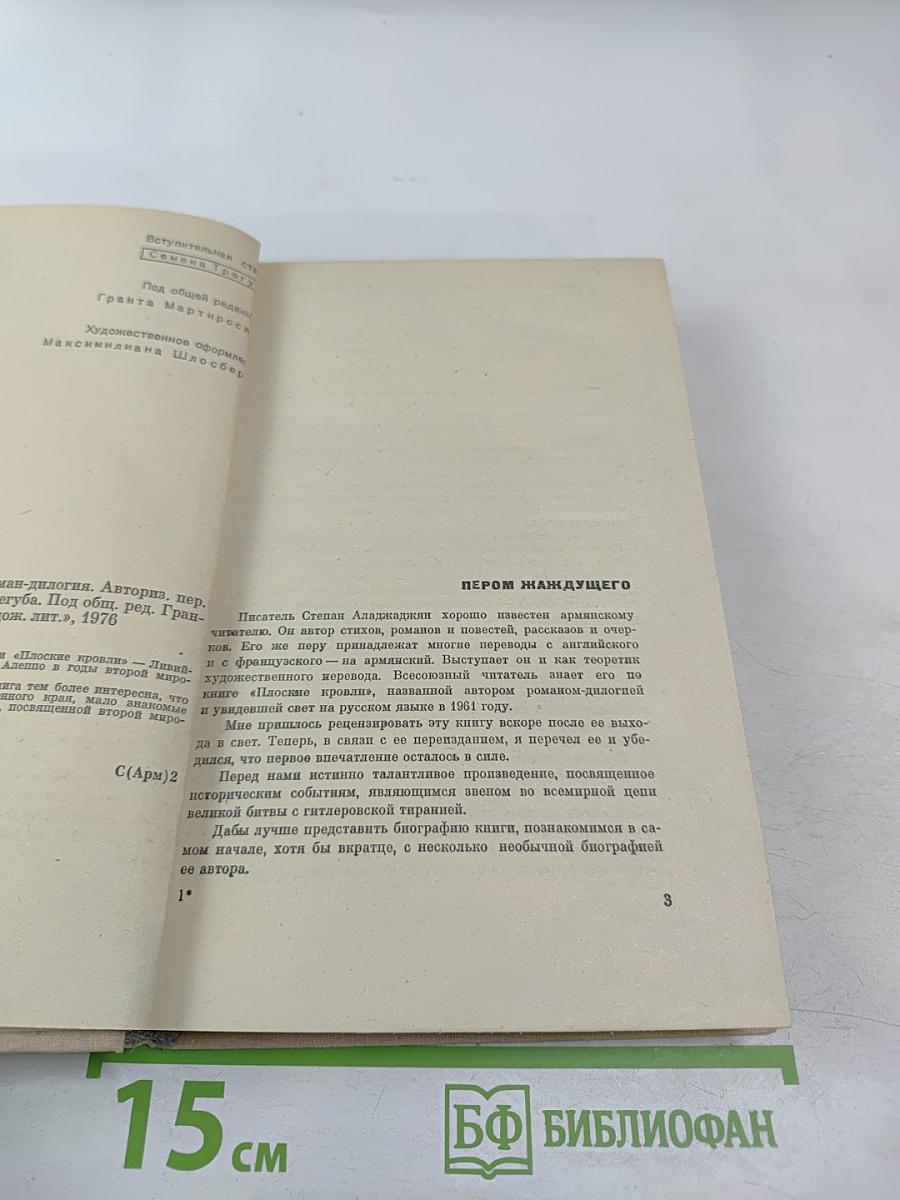 Вступительная ста
Семена Трегу
Под общей редакц
Гранта Мартирося
Художественное оформле
Максимилиана Шлосбер
ман-дилогия. Авториз. пер.
егуба. Под общ. ред. Гран-
дож. лит.», 1976
и «Плоские кровли» — Ливий-
Алеппо в годы второй миро-
нига тем более интересна, что
енного края, мало знакомые
, посвященной второй миро-
С(Арм)2
ПЕРОМ ЖАЖДУЩЕГО
Писатель Степан Аладжаджян хорошо известен армянскому
читателю. Он автор стихов, романов и повестей, рассказов и очер-
ков. Его же перу принадлежат многие переводы с английского
и с французского — на армянский. Выступает он и как теоретик
художественного перевода. Всесоюзный читатель знает его по
книге «Плоские кровли», названной автором романом-дилогией
и увидевшей свет на русском языке в 1961 году.
Мне пришлось рецензировать эту книгу вскоре после ее выхо-
да в свет. Теперь, в связи с ее переизданием, я перечел ее и убе-
дился, что первое впечатление осталось в силе.
Перед нами истинно талантливое произведение, посвященное
историческим событиям, являющимся звеном во всемирной цепи
великой битвы с гитлеровской тиранией.
Дабы лучше представить биографию книги, познакомимся в са-
мом начале, хотя бы вкратце, с несколько необычной биографией
ее автора.
1*
3
15 см
БФ БИБЛИОФАН